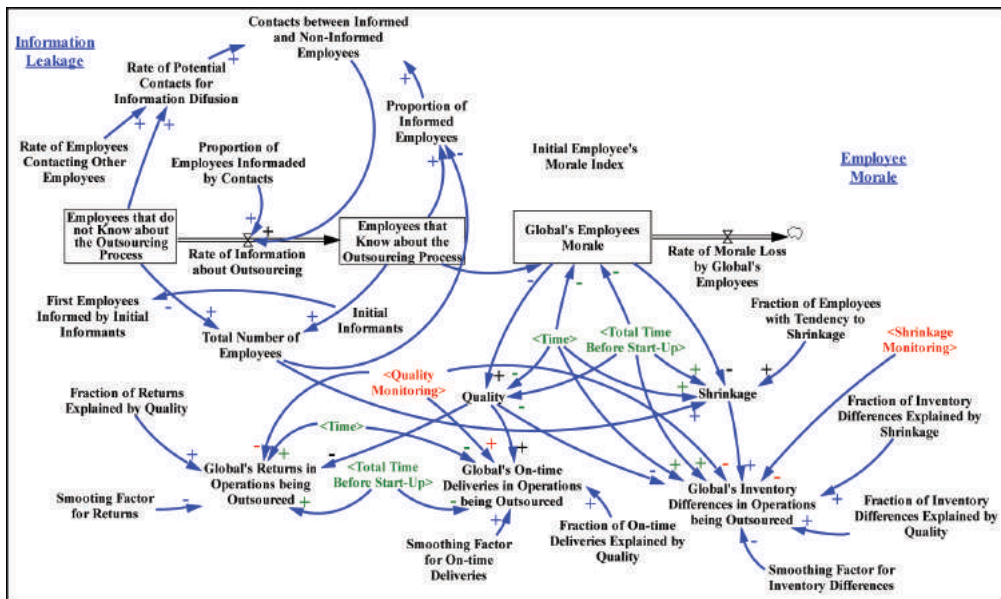 Information
Leakage
Contacts between Informed
and Non-Informed
Employees
Rate of Potential
Contacts for
Information Difusion
Proportion of
Informed
Employees
Rate of Employees
Contacting Other
Employees
Proportion of
Employees Informaded
by Contacts
Initial Employee's
Morale Index
Employee
Morale
Employees that do
not Know about
the Outsourcing
Process
Rate of Information
about Outsourcing
Employees that
Know about the
Outsourcing Process
Global's Employees
Morale
Rate of Morale Loss
by Global's
Employees
First Employees
Informed by Initial
Informants
Initial
Informants
Total Number of
Employees
<Time>
<Total Time
Before Start-Up>
Fraction of Employees
with Tendency to
Shrinkage
<Shrinkage
Monitoring>
<Quality
Monitoring>
Quality
Shrinkage
Fraction of Returns
Explained by Quality
Fraction of Inventory
Differences Explained by
Shrinkage
<Time>
<Total Time
Before Start-Up>
Global's Returns in
Operations being
Outsourced
Global's On-time
Deliveries in Operations
being Outsourced
Global's Inventory
Differences in Operations
being Outsourced
Smooting Factor
for Returns
Smoothing Factor
for On-time
Deliveries
Fraction of On-time
Deliveries Explained by
Quality
Fraction of Inventory
Differences Explained by
Quality
Smoothing Factor for
Inventory Differences